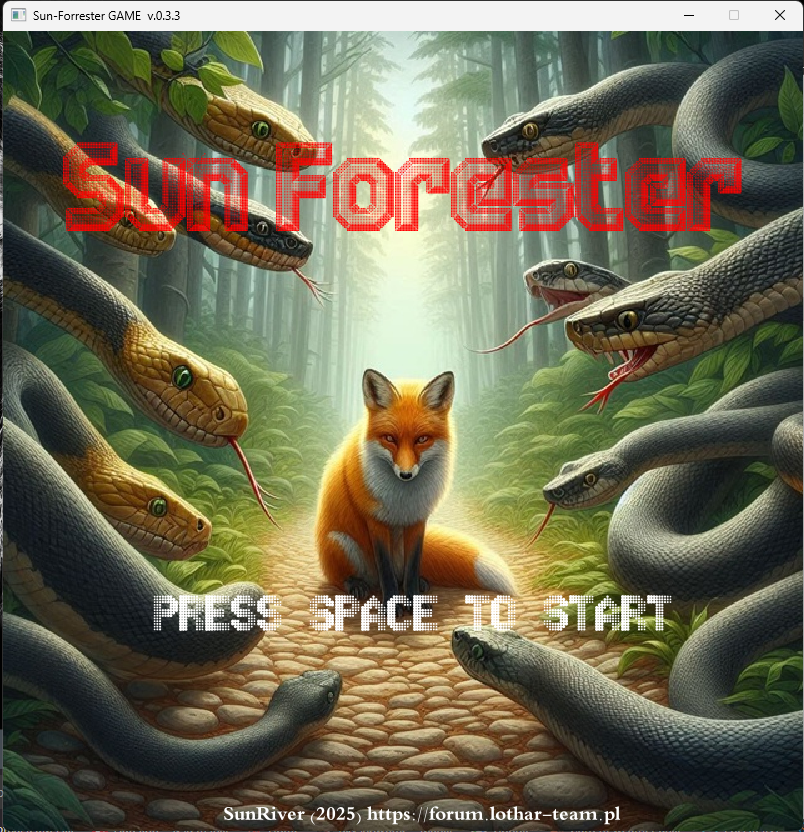 Sun-Forrester GAME v.0.3.3
Sun Forester
PRESS SPACE TO START
SunRiver (2025) https://forum.lothar-team.pl